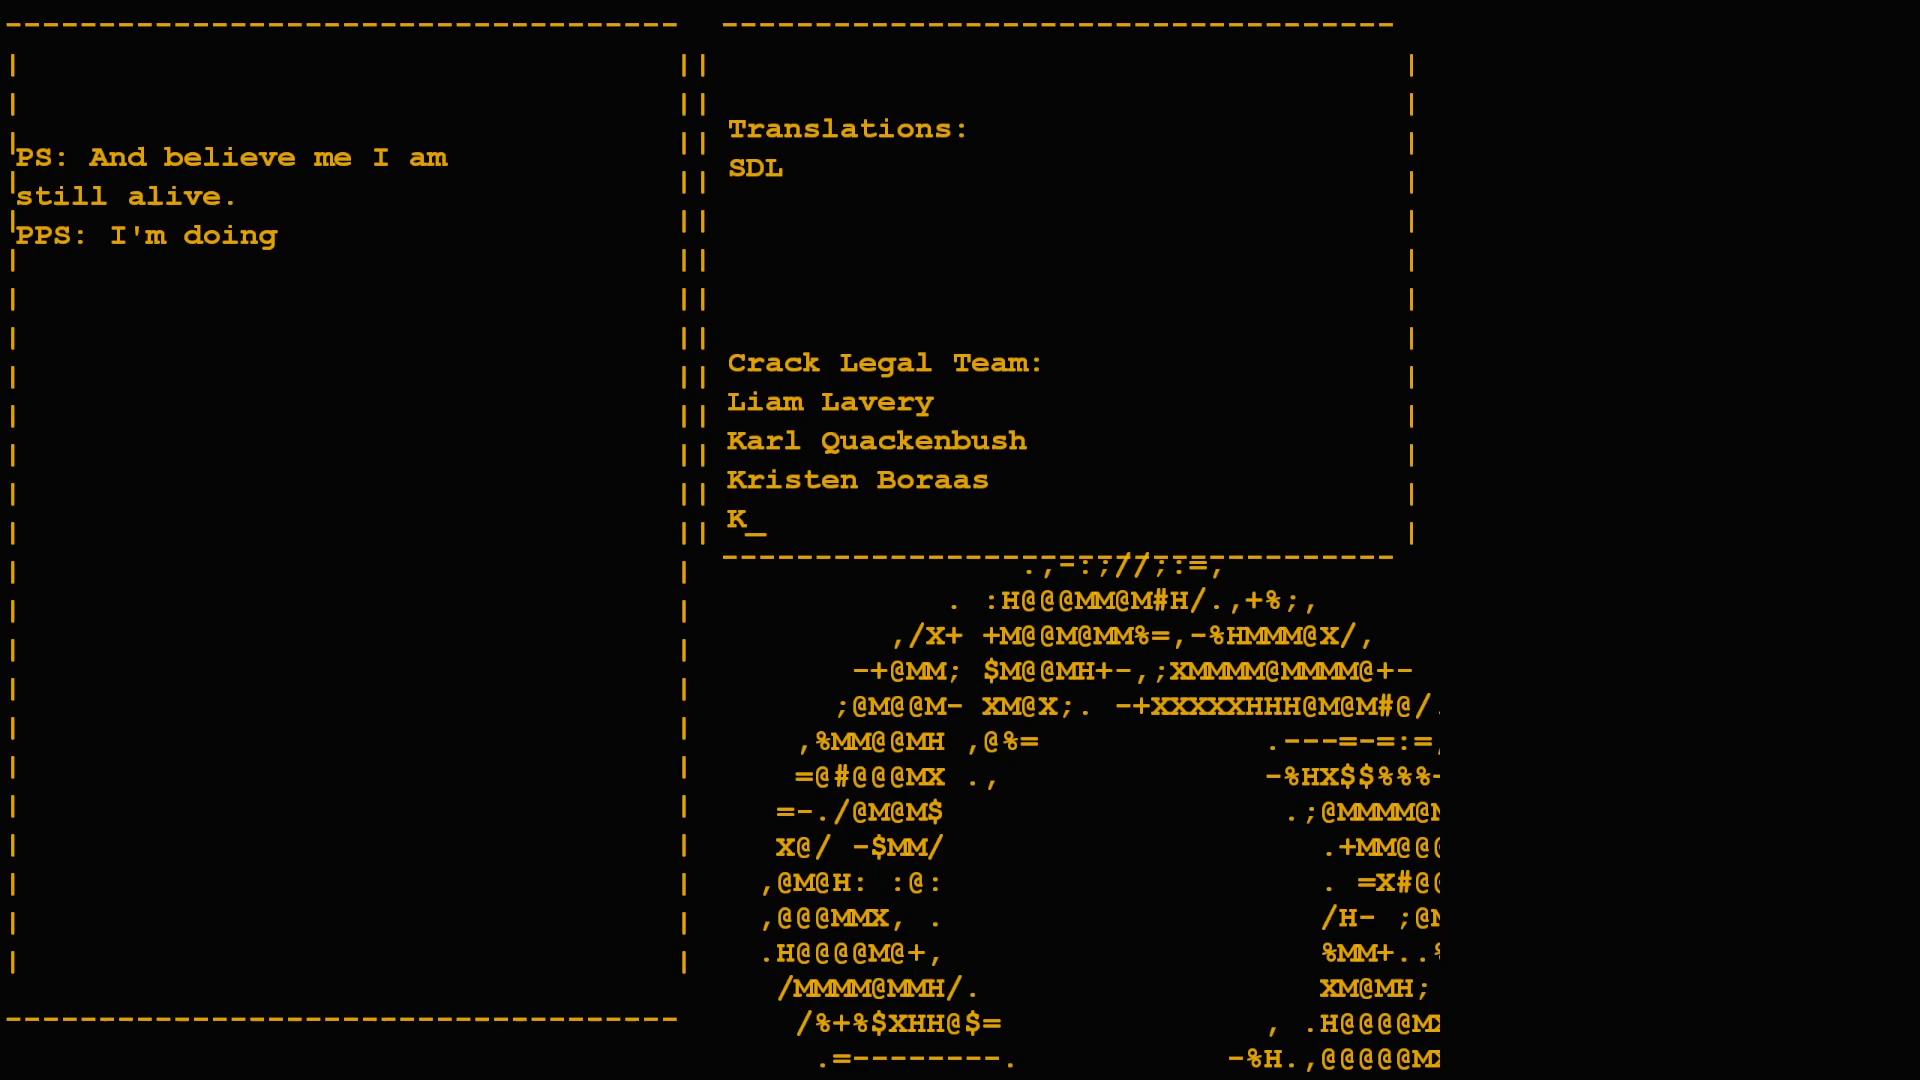 PS: And believe me I am
still alive.
PPS: I'm doing
Translations:
SDL
Crack Legal Team:
Liam Lavery
Karl Quackenbush
Kristen Boraas
K_